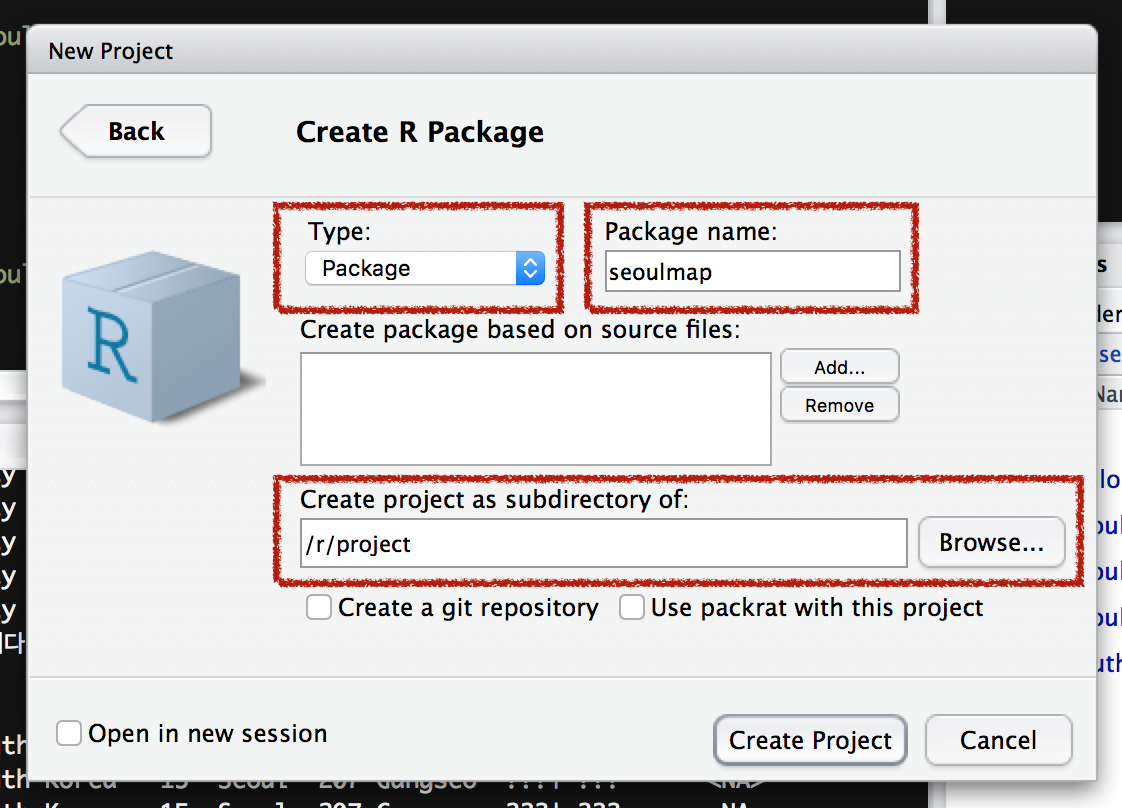 New Project
Back
Create R Package
Type:
Package name:
Package
seoulmap
R
Create package based on source files:
Add...
Remove
Create project as subdirectory of:
/r/project
Browse...
Create a git repository
Use packrat with this project
Open in new session
Create Project
Cancel